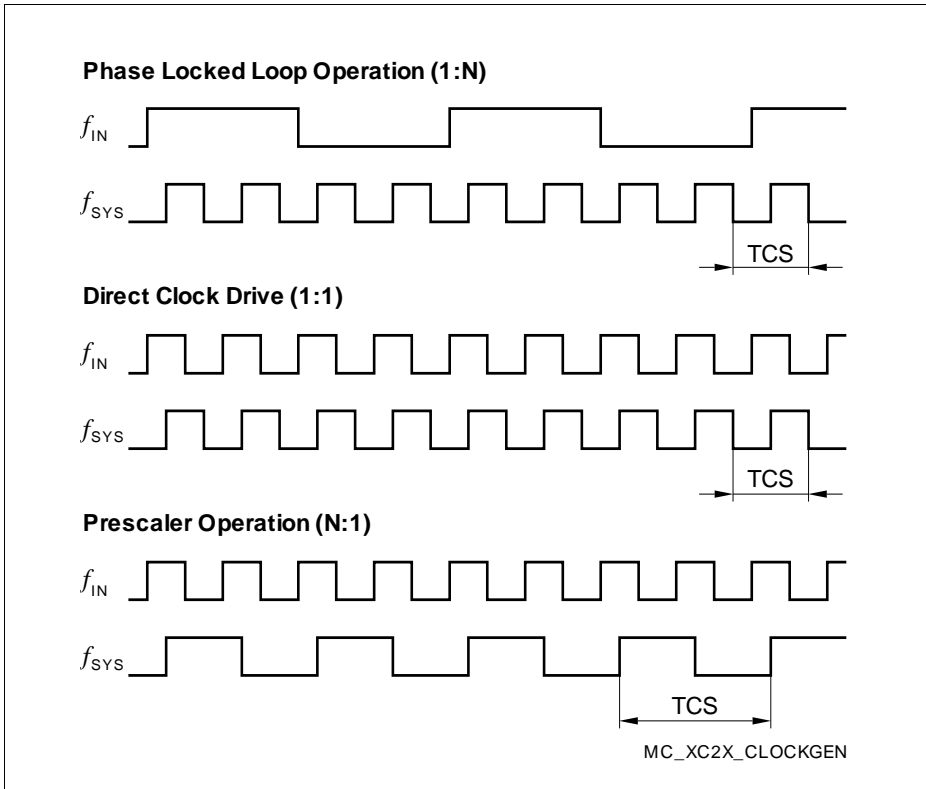 Phase Locked Loop Operation (1:N)
fIN
fSYS
TCS
Direct Clock Drive (1:1)
fIN
fSYS
TCS
Prescaler Operation (N:1)
fIN
fSYS
TCS
MC_XC2X_CLOCKGEN